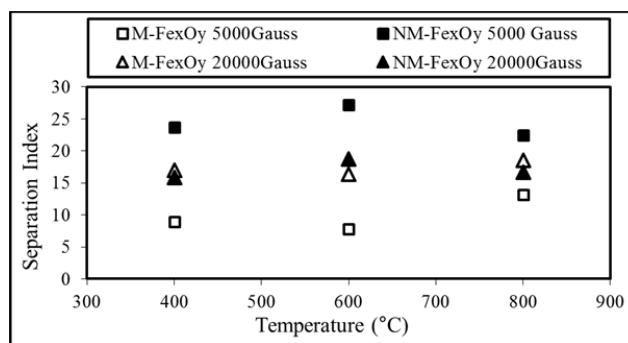 M-FexOy 5000Gauss NM-FexOy 5000 Gauss
M-FexOy 20000Gauss NM-FexOy 20000Gauss
30
25
20
15
10
5
0
Separation Index
300 400 500 600 700 800 900
Temperature (°C)